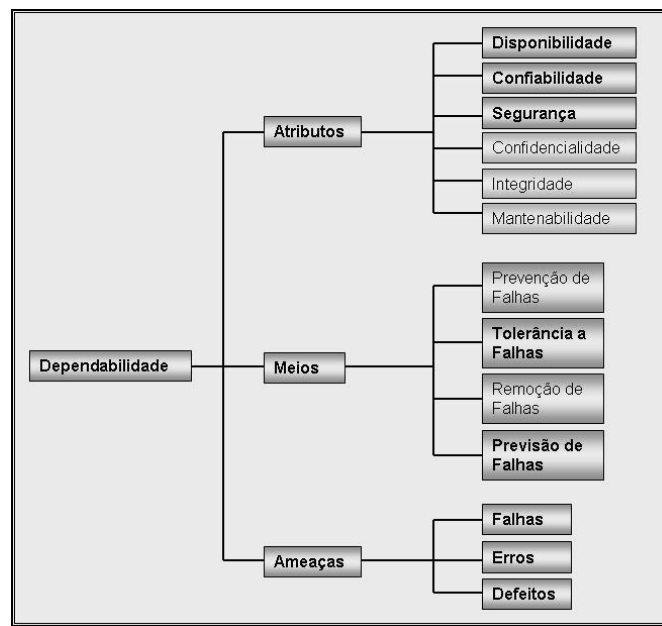 Dependabilidade
Atributos
Disponibilidade
Confiabilidade
Segurança
Confidencialidade
Integridade
Mantenabilidade
Meios
Prevenção de
Falhas
Tolerância a
Falhas
Remoção de
Falhas
Previsão de
Falhas
Ameaças
Falhas
Erros
Defeitos